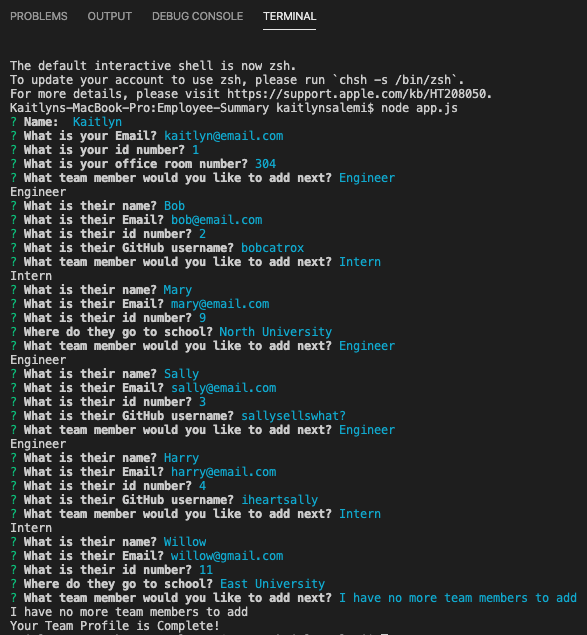 PROBLEMS OUTPUT DEBUG CONSOLE TERMINAL
The default interactive shell is now zsh.
To update your account to use zsh, please run `chsh -s /bin/zsh`.
For more details, please visit https://support.apple.com/kb/HT208050.
Kaitlyns-MacBook-Pro:Employee-Summary kaitlynsalemi$ node app.js
? Name:  Kaitlyn
? What is your Email? kaitlyn@email.com
? What is your id number? 1
? What is your office room number? 304
? What team member would you like to add next? Engineer
Engineer
? What is their name? Bob
? What is their Email? bob@email.com
? What is their id number? 2
? What is their GitHub username? bobcatrox
? What team member would you like to add next? Intern
Intern
? What is their name? Mary
? What is their Email? mary@email.com
? What is their id number? 9
? Where do they go to school? North University
? What team member would you like to add next? Engineer
Engineer
? What is their name? Sally
? What is their Email? sally@email.com
? What is their id number? 3
? What is their GitHub username? sallysellswhat?
? What team member would you like to add next? Engineer
Engineer
? What is their name? Harry
? What is their Email? harry@email.com
? What is their id number? 4
? What is their GitHub username? iheartsally
? What team member would you like to add next? Intern
Intern
? What is their name? Willow
? What is their Email? willow@gmail.com
? What is their id number? 11
? Where do they go to school? East University
? What team member would you like to add next? I have no more team members to add
I have no more team members to add
Your Team Profile is Complete!